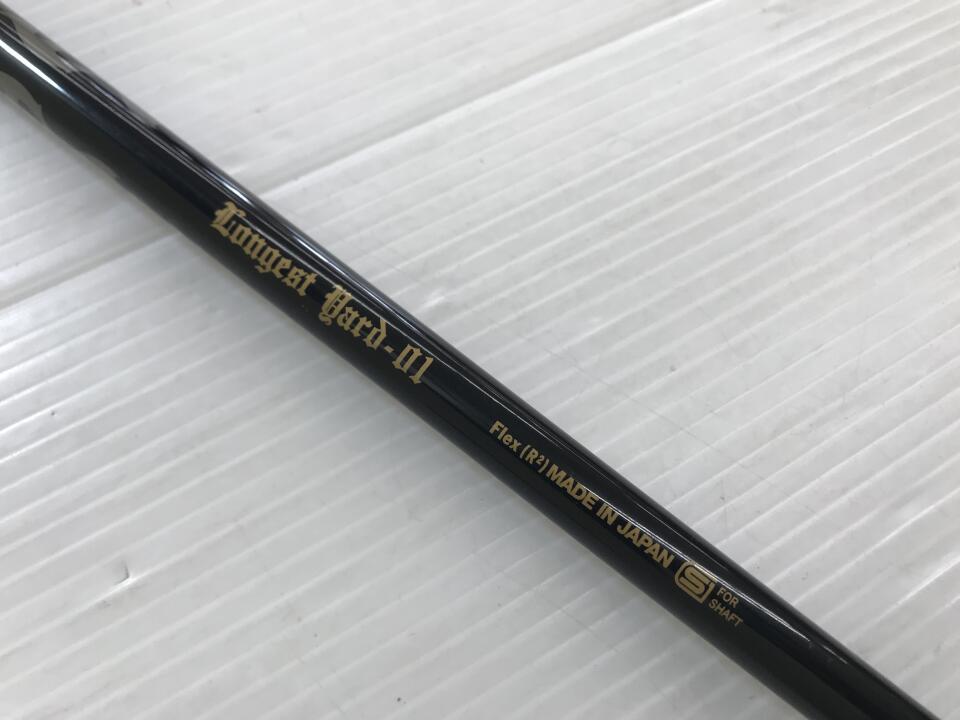 Longest Yard-01
Flex (R²) MADE IN JAPAN S FOR SHAFT